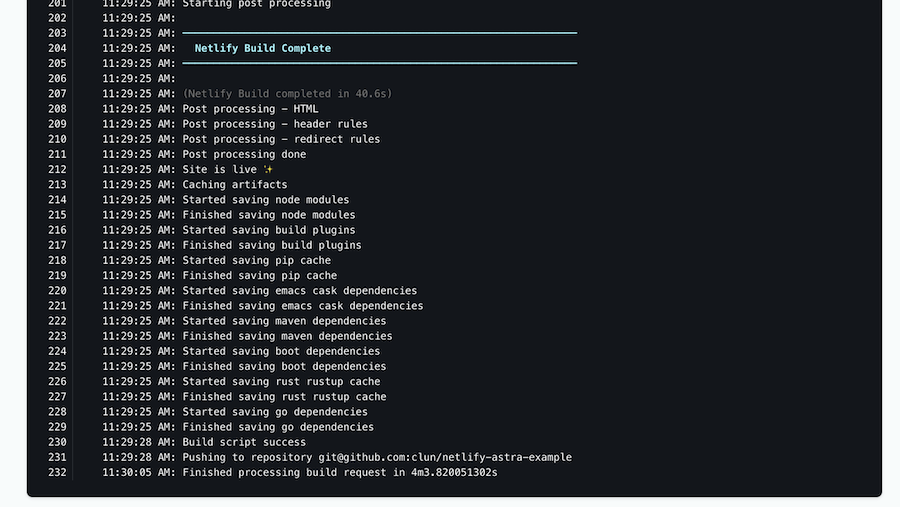 201 11:29:25 AM: Starting post processing
202 11:29:25 AM:
203 11:29:25 AM:
204 11:29:25 AM: Netlify Build Complete
205 11:29:25 AM:
206 11:29:25 AM:
207 11:29:25 AM: (Netlify Build completed in 40.6s)
208 11:29:25 AM: Post processing – HTML
209 11:29:25 AM: Post processing – header rules
210 11:29:25 AM: Post processing – redirect rules
211 11:29:25 AM: Post processing done
212 11:29:25 AM: Site is live ✨
213 11:29:25 AM: Caching artifacts
214 11:29:25 AM: Started saving node modules
215 11:29:25 AM: Finished saving node modules
216 11:29:25 AM: Started saving build plugins
217 11:29:25 AM: Finished saving build plugins
218 11:29:25 AM: Started saving pip cache
219 11:29:25 AM: Finished saving pip cache
220 11:29:25 AM: Started saving emacs cask dependencies
221 11:29:25 AM: Finished saving emacs cask dependencies
222 11:29:25 AM: Started saving maven dependencies
223 11:29:25 AM: Finished saving maven dependencies
224 11:29:25 AM: Started saving boot dependencies
225 11:29:25 AM: Finished saving boot dependencies
226 11:29:25 AM: Started saving rust rustup cache
227 11:29:25 AM: Finished saving rust rustup cache
228 11:29:25 AM: Started saving go dependencies
229 11:29:25 AM: Finished saving go dependencies
230 11:29:28 AM: Build script success
231 11:29:28 AM: Pushing to repository git@github.com:clun/netlify-astra-example
232 11:30:05 AM: Finished processing build request in 4m3.820051302s